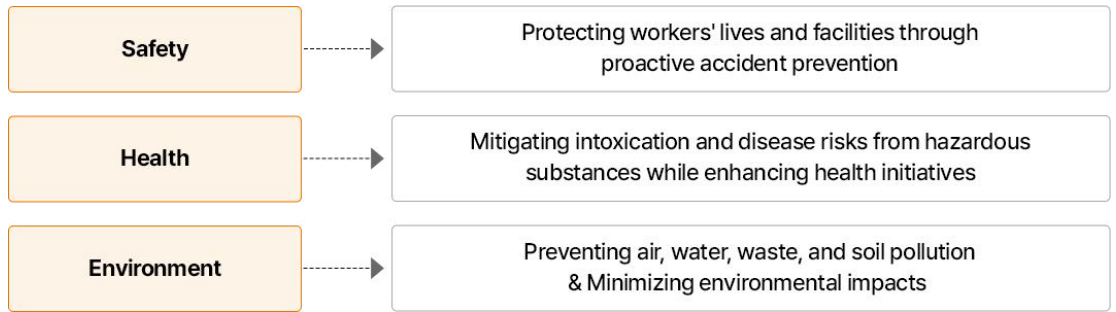 Safety
Protecting workers' lives and facilities through
proactive accident prevention
Health
Mitigating intoxication and disease risks from hazardous
substances while enhancing health initiatives
Environment
Preventing air, water, waste, and soil pollution
& Minimizing environmental impacts